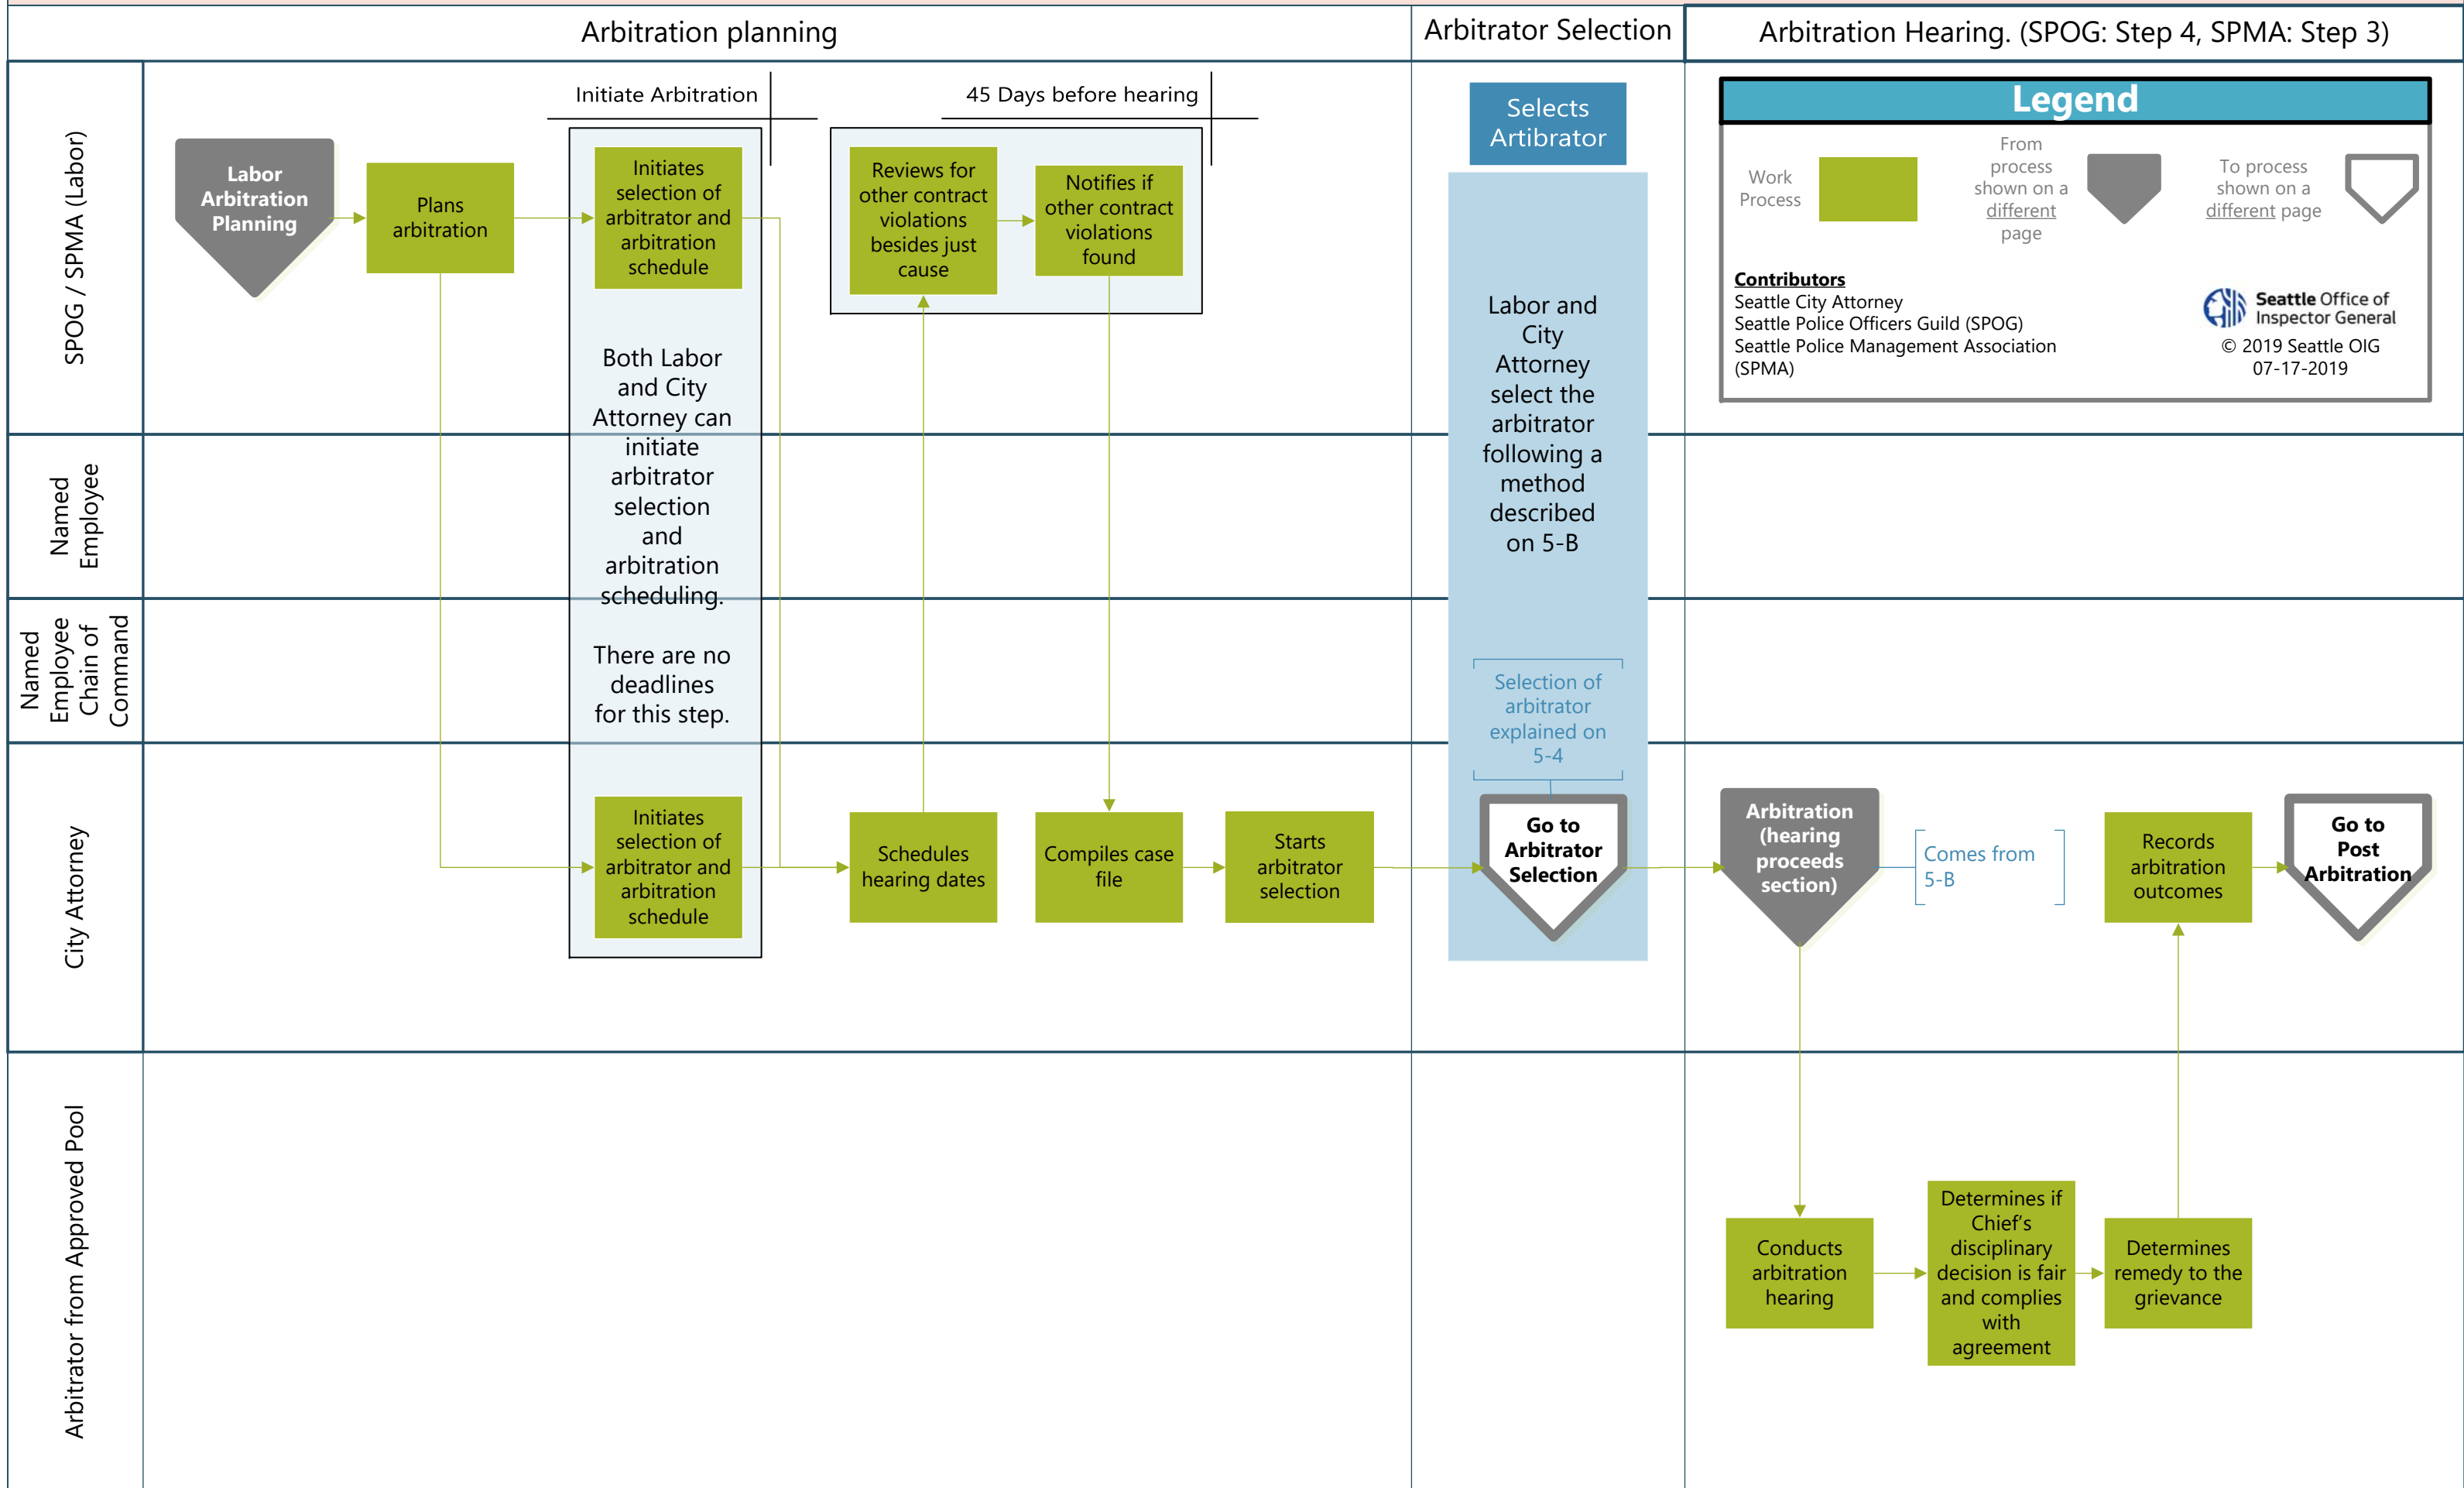 Arbitration planning
Arbitrator Selection
Arbitration Hearing. (SPOG: Step 4, SPMA: Step 3)
SPOG / SPMA (Labor)
Labor
Arbitration
Planning
Plans
arbitration
Initiate Arbitration
Initiates
selection of
arbitrator and
arbitration
schedule
Both Labor
and City
Attorney can
initiate
arbitrator
selection
and
arbitration
scheduling.
There are no
deadlines
for this step.
45 Days before hearing
Reviews for
other contract
violations
besides just
cause
Notifies if
other contract
violations
found
Selects
Artibrator
Labor and
City
Attorney
select the
arbitrator
following a
method
described
on 5-B
Selection of
arbitrator
explained on
5-4
Legend
Work
Process
From
process
shown on a
different
page
To process
shown on a
different page
Contributors
Seattle City Attorney
Seattle Police Officers Guild (SPOG)
Seattle Police Management Association
(SPMA)
Seattle Office of
Inspector General
© 2019 Seattle OIG
07-17-2019
Named
Employee
Named
Employee
Chain of
Command
City Attorney
Initiates
selection of
arbitrator and
arbitration
schedule
Schedules
hearing dates
Compiles case
file
Starts
arbitrator
selection
Go to
Arbitrator
Selection
Arbitration
(hearing
proceeds
section)
Comes from
5-B
Records
arbitration
outcomes
Go to
Post
Arbitration
Arbitrator from Approved Pool
Conducts
arbitration
hearing
Determines if
Chief's
disciplinary
decision is fair
and complies
with
agreement
Determines
remedy to the
grievance